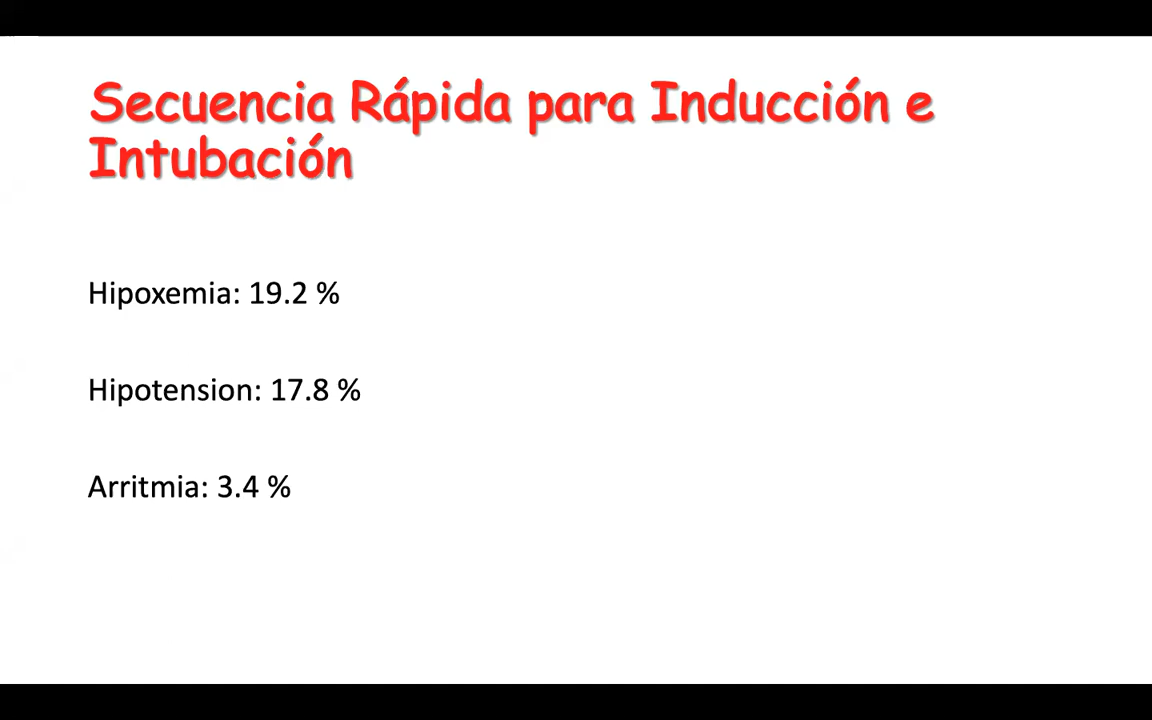 Secuencia Rápida para Inducción e
Intubación
Hipoxemia: 19.2 %
Hipotension: 17.8 %
Arritmia: 3.4 %